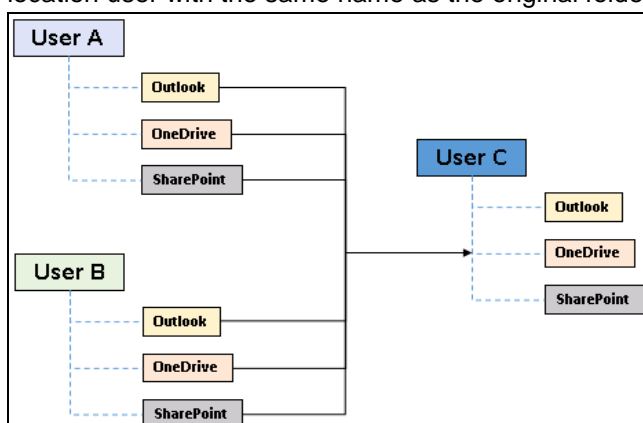 location user with the same name as the original folde
User A
Outlook
OneDrive
SharePoint
User B
Outlook
OneDrive
SharePoint
User C
Outlook
OneDrive
SharePoint